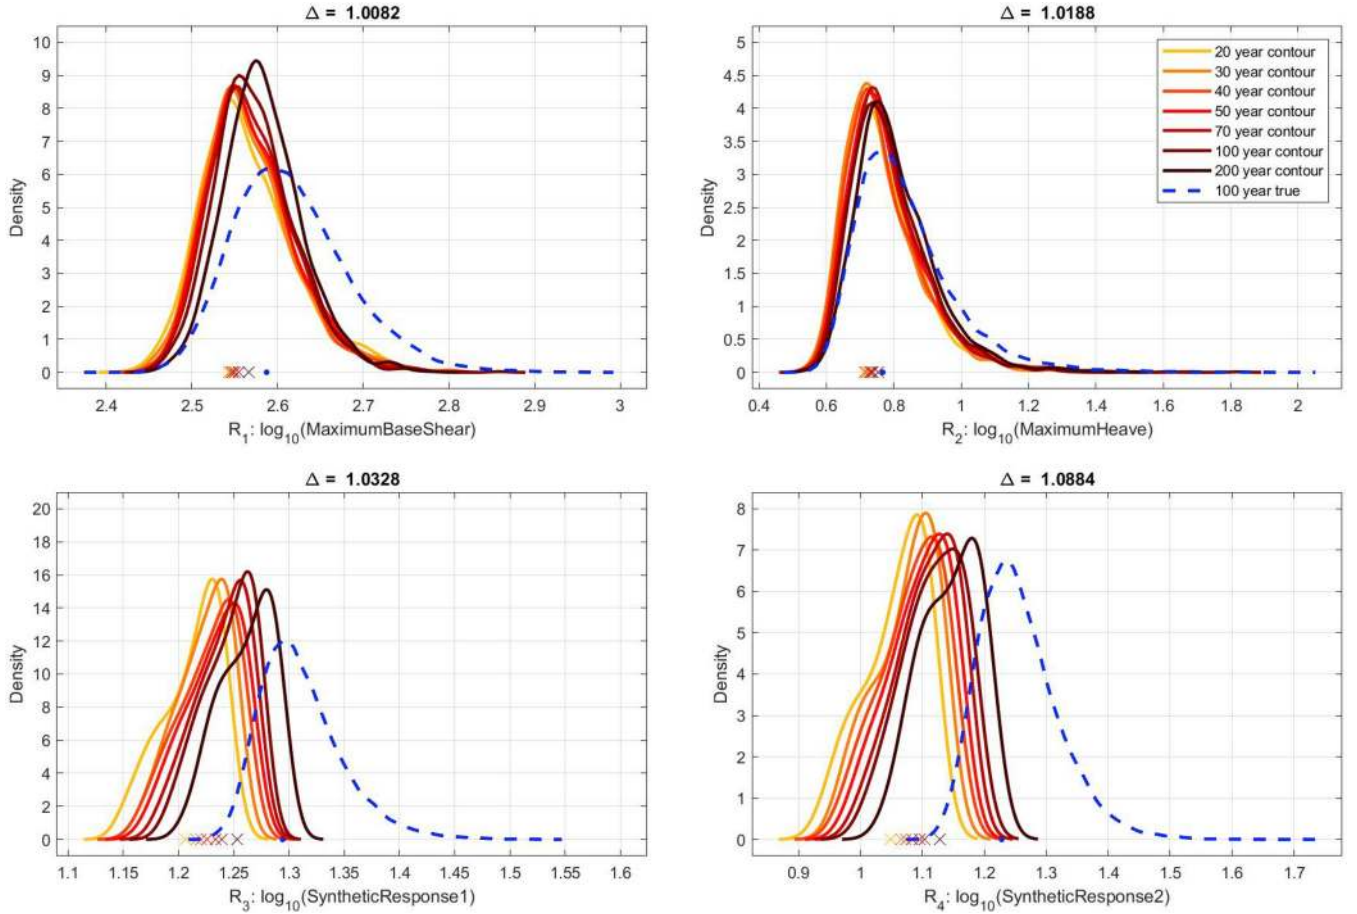 Δ = 1.0082
10
9
8
7
6
5
4
3
2
1
0
Density
2.4 2.5 2.6 2.7 2.8 2.9 3
R1: log10(MaximumBaseShear)
Δ = 1.0188
5
4.5
4
3.5
3
2.5
2
1.5
1
0.5
0
Density
0.4 0.6 0.8 1 1.2 1.4 1.6 1.8 2
R2: log10(MaximumHeave)
20 year contour
30 year contour
40 year contour
50 year contour
70 year contour
100 year contour
200 year contour
100 year true
Δ = 1.0328
20
18
16
14
12
10
8
6
4
2
0
Density
1.1 1.15 1.2 1.25 1.3 1.35 1.4 1.45 1.5 1.55 1.6
R3: log10(SyntheticResponse1)
Δ = 1.0884
8
7
6
5
4
3
2
1
0
Density
0.9 1 1.1 1.2 1.3 1.4 1.5 1.6 1.7
R4: log10(SyntheticResponse2)